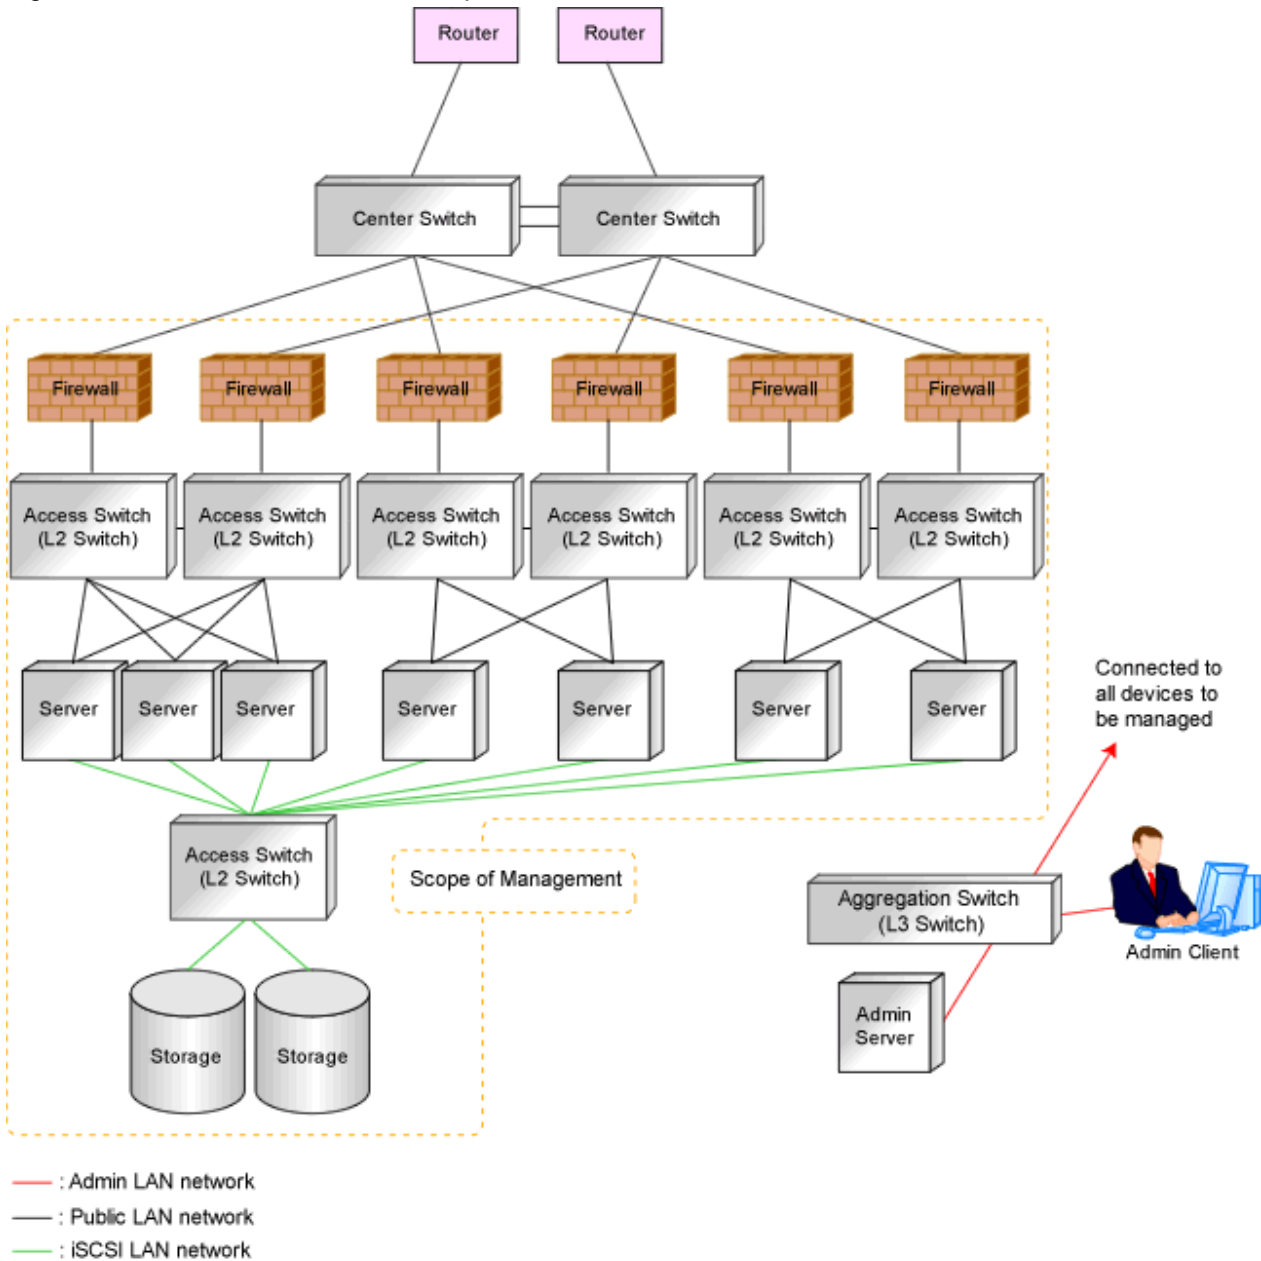 Router Router
Center Switch Center Switch
Firewall Firewall Firewall Firewall Firewall Firewall
Access Switch Access Switch Access Switch Access Switch Access Switch Access Switch
(L2 Switch) (L2 Switch) (L2 Switch) (L2 Switch) (L2 Switch) (L2 Switch)
Server Server Server Server Server Server Server
Connected to
all devices to
be managed
Access Switch
(L2 Switch)
Scope of Management
Aggregation Switch
(L3 Switch)
Admin Client
Admin
Server
Storage Storage
: Admin LAN network
: Public LAN network
: iSCSI LAN network